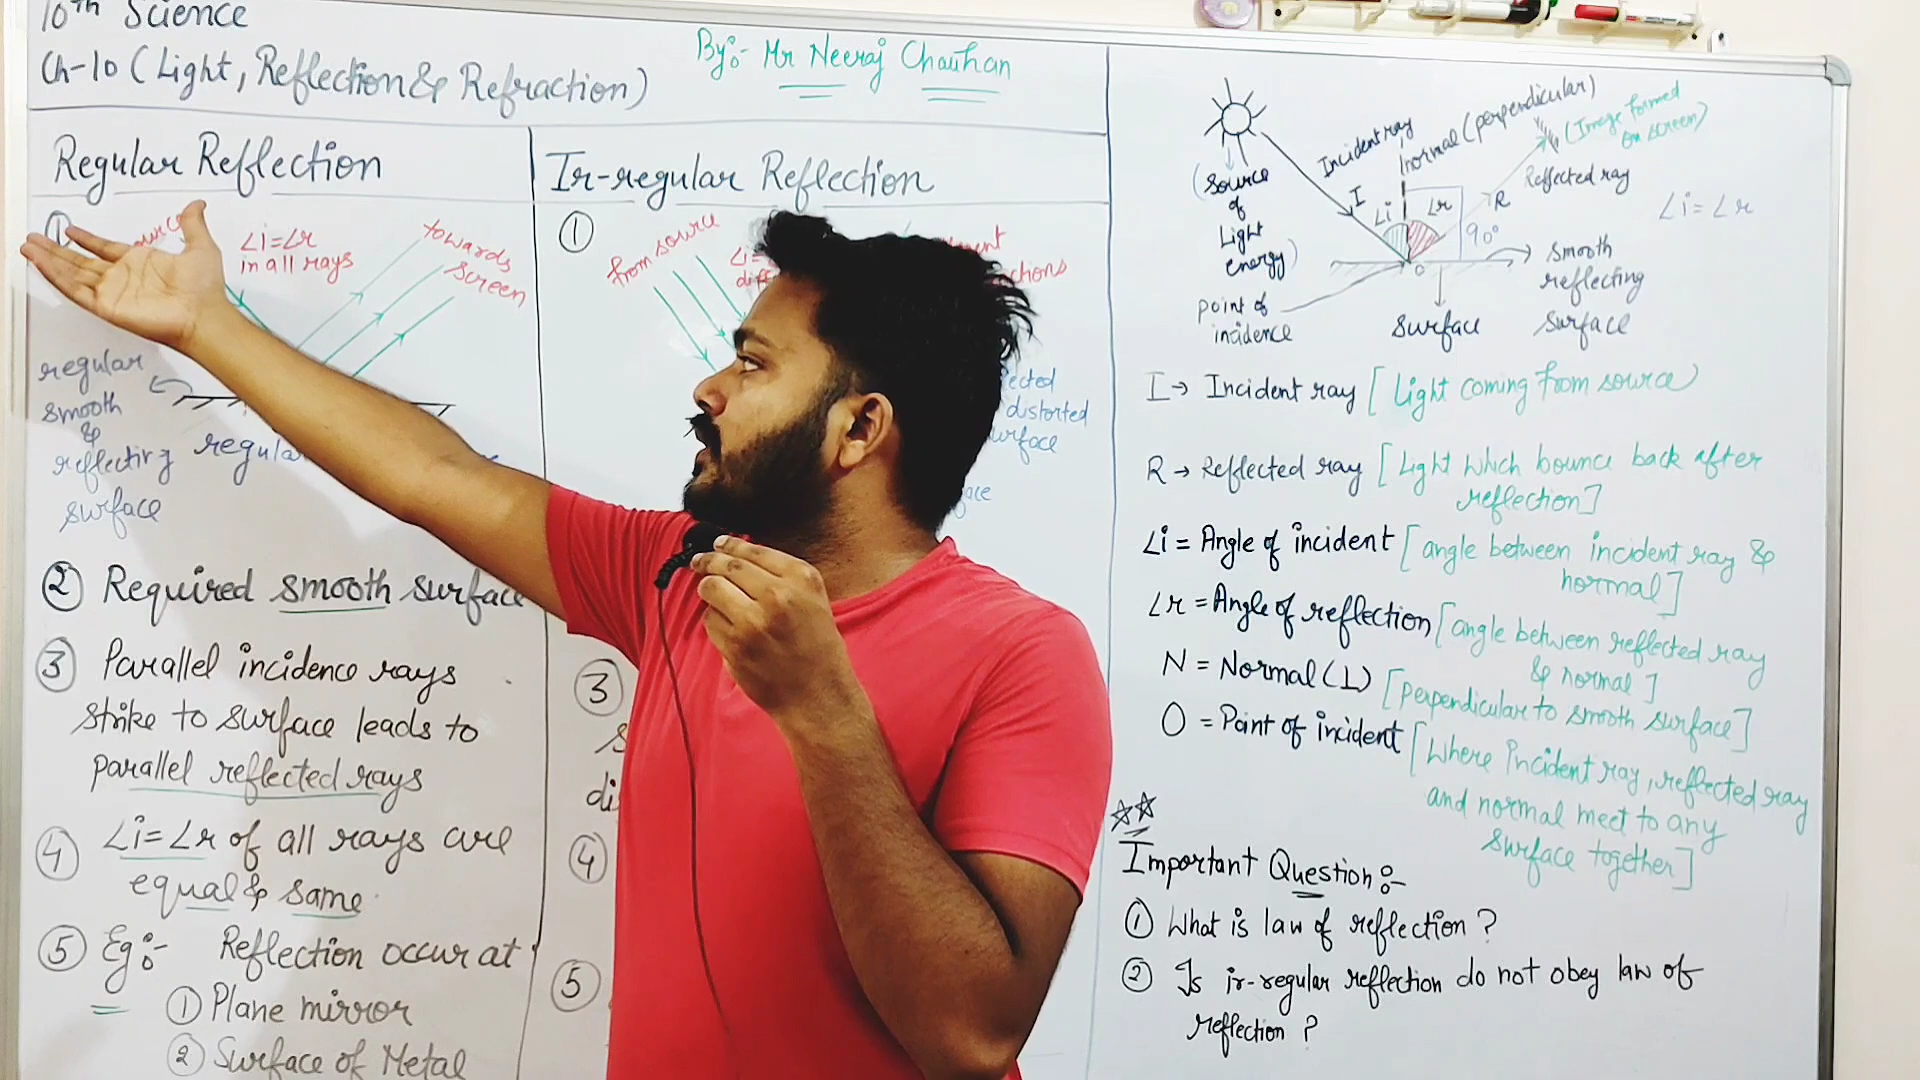 10th Science
Ch-10 (Light, Reflection & Refraction)
By:- Mr Neeraj Chauhan
Regular Reflection
①
∠i=∠r
in all rays
towards
screen
regular
smooth
&
reflecting
surface
② Required smooth surface
③ Parallel incidence rays
strike to surface leads to
parallel reflected rays
④ ∠i=∠r of all rays are
equal & same
⑤ Eg:- Reflection occur at
① Plane mirror
② Surface of Metal
Ir-regular Reflection
①
from source
distorted
③
④
⑤
(Source
of
Light
energy)
Incident ray
normal (perpendicular)
(Image formed
on screen)
Reflected ray
I
∠i
∠r
R
90°
∠i=∠r
O
smooth
reflecting
surface
point of
incidence
surface
I → Incident ray [Light coming from source]
R → Reflected ray [Light which bounce back after
reflection]
∠i = Angle of incident [angle between incident ray &
normal]
∠r = Angle of reflection [angle between reflected ray
& normal]
N = Normal (⊥) [perpendicular to smooth surface]
O = Point of incident [Where Incident ray, reflected ray
and normal meet to any
surface together]
☆☆
Important Question:-
① What is law of reflection ?
② Is ir-regular reflection do not obey law of
reflection ?